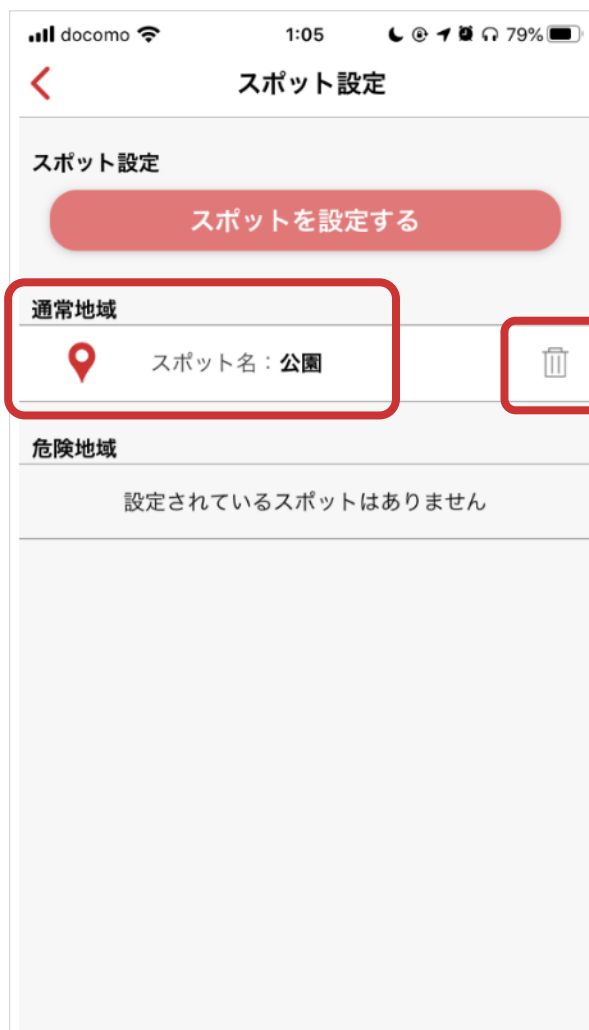 docomo 1:05 79%
スポット設定
スポット設定
スポットを設定する
通常地域
スポット名：公園
危険地域
設定されているスポットはありません